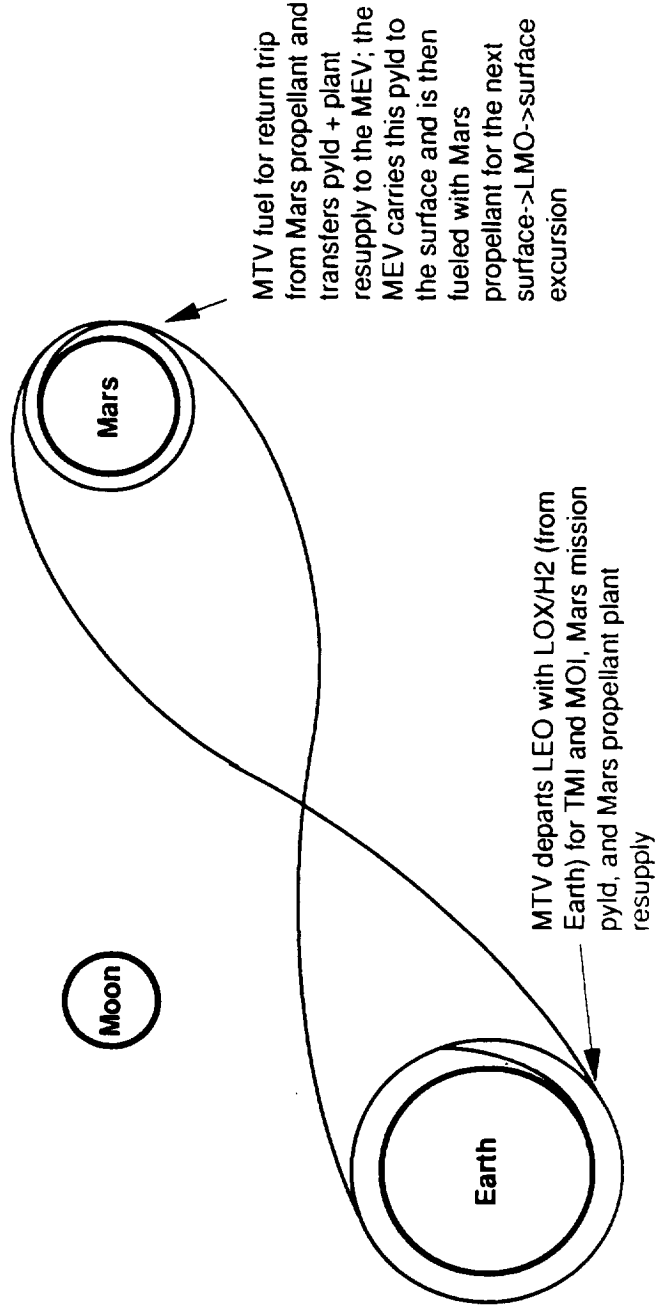 MTV fuel for return trip
from Mars propellant and
transfers pyld + plant
resupply to the MEV; the
MEV carries this pyld to
the surface and is then
fueled with Mars
propellant for the next
surface->LMO->surface
excursion
Mars
Moon
Earth
MTV departs LEO with LOX/H2 (from
Earth) for TMI and MOI, Mars mission
pyld, and Mars propellant plant
resupply